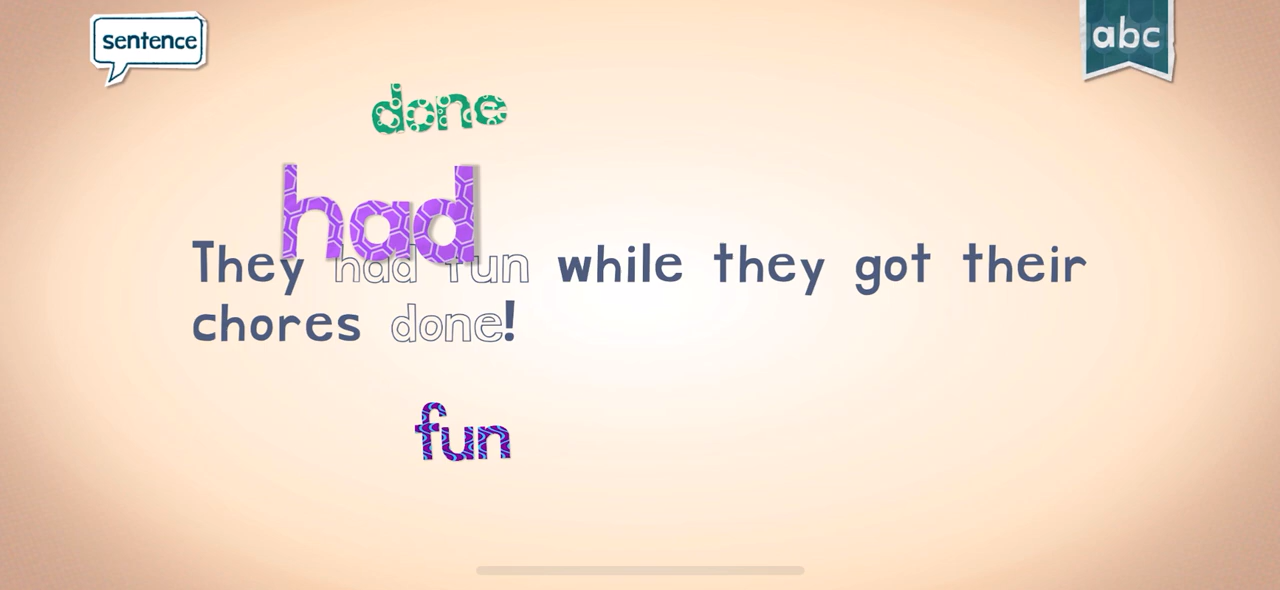 sentence
abc
done
had
They had fun while they got their
chores done!
fun